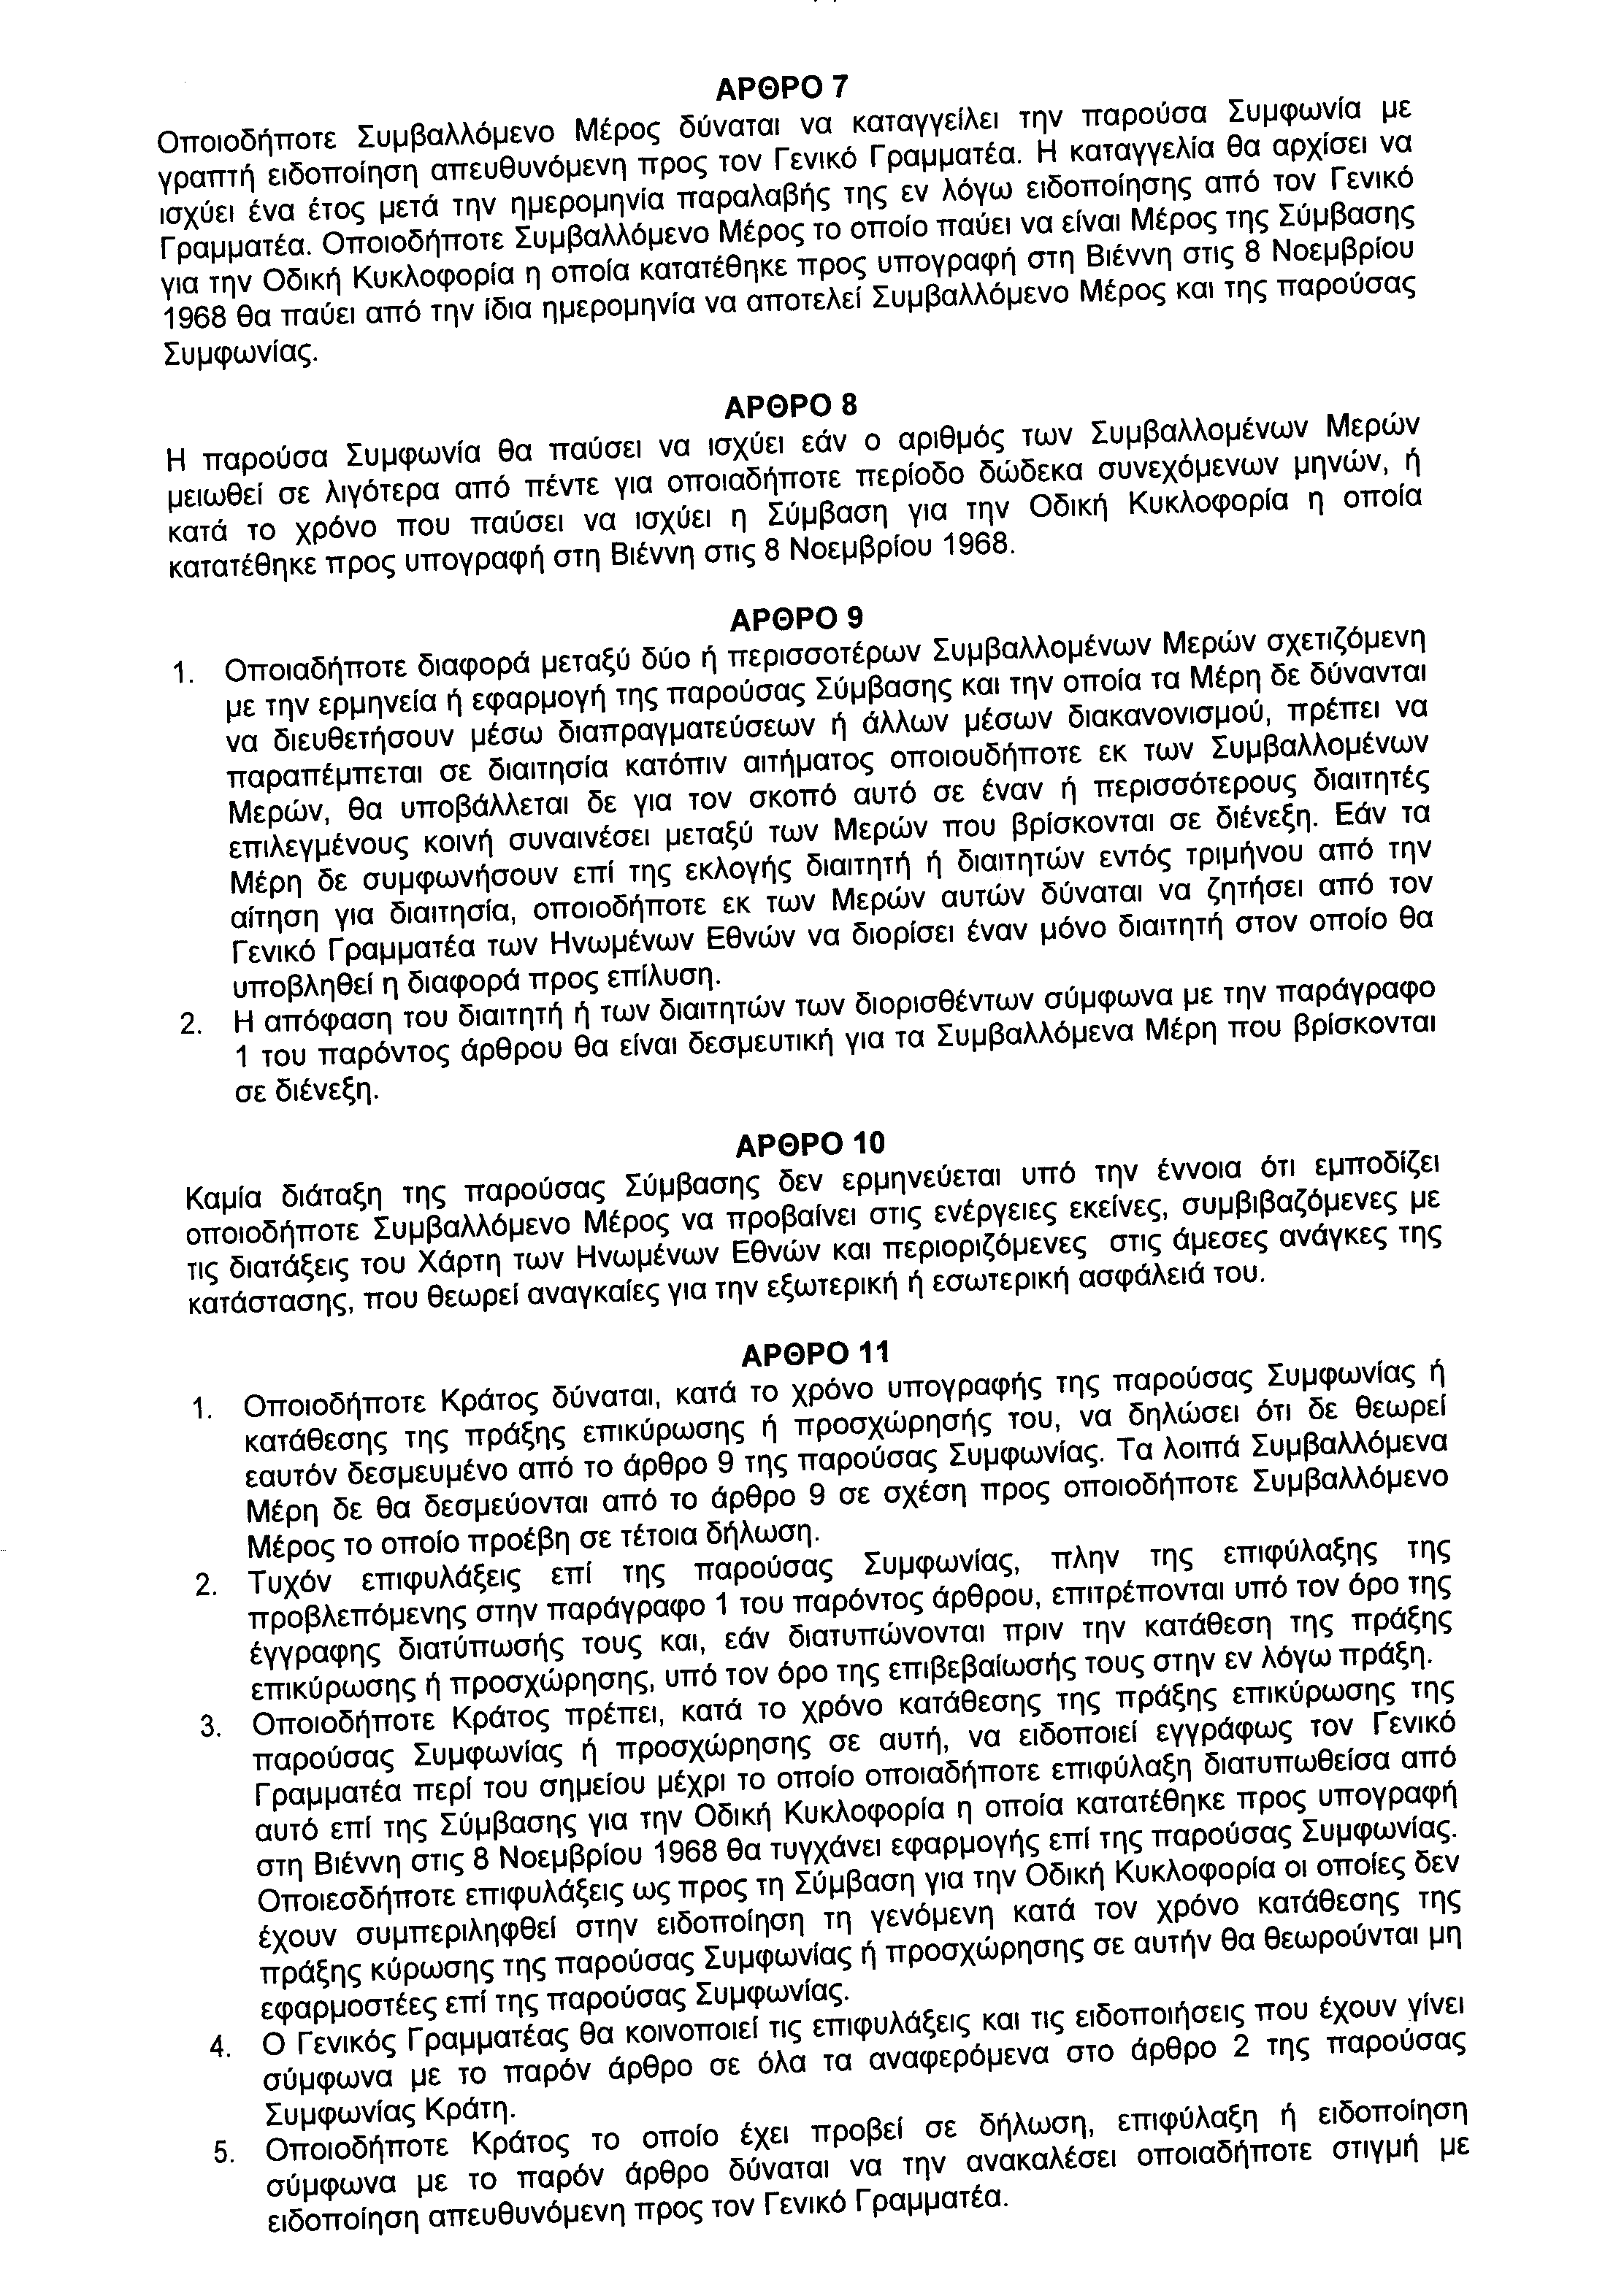 ΑΡΘΡΟ 7
Οποιοδήποτε Συμβαλλόμενο Μέρος δύναται να καταγγείλει την παρούσα Συμφωνία με
γραπτή ειδοποίηση απευθυνόμενη προς τον Γενικό Γραμματέα. Η καταγγελία θα αρχίσει να
ισχύει ένα έτος μετά την ημερομηνία παραλαβής της εν λόγω ειδοποίησης από τον Γενικό
Γραμματέα. Οποιοδήποτε Συμβαλλόμενο Μέρος το οποίο παύει να είναι Μέρος της Σύμβασης
για την Οδική Κυκλοφορία η οποία κατατέθηκε προς υπογραφή στη Βιέννη στις 8 Νοεμβρίου
1968 θα παύει από την ίδια ημερομηνία να αποτελεί Συμβαλλόμενο Μέρος και της παρούσας
Συμφωνίας.
ΑΡΘΡΟ 8
Η παρούσα Συμφωνία θα παύσει να ισχύει εάν ο αριθμός των Συμβαλλομένων Μερών
μειωθεί σε λιγότερα από πέντε για οποιαδήποτε περίοδο δώδεκα συνεχόμενων μηνών, ή
κατά το χρόνο που παύσει να ισχύει η Σύμβαση για την Οδική Κυκλοφορία η οποία
κατατέθηκε προς υπογραφή στη Βιέννη στις 8 Νοεμβρίου 1968.
ΑΡΘΡΟ 9
1. Οποιαδήποτε διαφορά μεταξύ δύο ή περισσοτέρων Συμβαλλομένων Μερών σχετιζόμενη
με την ερμηνεία ή εφαρμογή της παρούσας Σύμβασης και την οποία τα Μέρη δε δύνανται
να διευθετήσουν μέσω διαπραγματεύσεων ή άλλων μέσων διακανονισμού, πρέπει να
παραπέμπεται σε διαιτησία κατόπιν αιτήματος οποιουδήποτε εκ των Συμβαλλομένων
Μερών, θα υποβάλλεται δε για τον σκοπό αυτό σε έναν ή περισσότερους διαιτητές
επιλεγμένους κοινή συναινέσει μεταξύ των Μερών που βρίσκονται σε διένεξη. Εάν τα
Μέρη δε συμφωνήσουν επί της εκλογής διαιτητή ή διαιτητών εντός τριμήνου από την
αίτηση για διαιτησία, οποιοδήποτε εκ των Μερών αυτών δύναται να ζητήσει από τον
Γενικό Γραμματέα των Ηνωμένων Εθνών να διορίσει έναν μόνο διαιτητή στον οποίο θα
υποβληθεί η διαφορά προς επίλυση.
2. Η απόφαση του διαιτητή ή των διαιτητών των διορισθέντων σύμφωνα με την παράγραφο
1 του παρόντος άρθρου θα είναι δεσμευτική για τα Συμβαλλόμενα Μέρη που βρίσκονται
σε διένεξη.
ΑΡΘΡΟ 10
Καμία διάταξη της παρούσας Σύμβασης δεν ερμηνεύεται υπό την έννοια ότι εμποδίζει
οποιοδήποτε Συμβαλλόμενο Μέρος να προβαίνει στις ενέργειες εκείνες, συμβιβαζόμενες με
τις διατάξεις του Χάρτη των Ηνωμένων Εθνών και περιοριζόμενες στις άμεσες ανάγκες της
κατάστασης, που θεωρεί αναγκαίες για την εξωτερική ή εσωτερική ασφάλειά του.
ΑΡΘΡΟ 11
1. Οποιοδήποτε Κράτος δύναται, κατά το χρόνο υπογραφής της παρούσας Συμφωνίας ή
κατάθεσης της πράξης επικύρωσης ή προσχώρησής του, να δηλώσει ότι δε θεωρεί
εαυτόν δεσμευμένο από το άρθρο 9 της παρούσας Συμφωνίας. Τα λοιπά Συμβαλλόμενα
Μέρη δε θα δεσμεύονται από το άρθρο 9 σε σχέση προς οποιοδήποτε Συμβαλλόμενο
Μέρος το οποίο προέβη σε τέτοια δήλωση.
2. Τυχόν επιφυλάξεις επί της παρούσας Συμφωνίας, πλην της επιφύλαξης της
προβλεπόμενης στην παράγραφο 1 του παρόντος άρθρου, επιτρέπονται υπό τον όρο της
έγγραφης διατύπωσής τους και, εάν διατυπώνονται πριν την κατάθεση της πράξης
επικύρωσης ή προσχώρησης, υπό τον όρο της επιβεβαίωσής τους στην εν λόγω πράξη.
3. Οποιοδήποτε Κράτος πρέπει, κατά το χρόνο κατάθεσης της πράξης επικύρωσης της
παρούσας Συμφωνίας ή προσχώρησης σε αυτή, να ειδοποιεί εγγράφως τον Γενικό
Γραμματέα περί του σημείου μέχρι το οποίο οποιαδήποτε επιφύλαξη διατυπωθείσα από
αυτό επί της Σύμβασης για την Οδική Κυκλοφορία η οποία κατατέθηκε προς υπογραφή
στη Βιέννη στις 8 Νοεμβρίου 1968 θα τυγχάνει εφαρμογής επί της παρούσας Συμφωνίας.
Οποιεσδήποτε επιφυλάξεις ως προς τη Σύμβαση για την Οδική Κυκλοφορία οι οποίες δεν
έχουν συμπεριληφθεί στην ειδοποίηση τη γενόμενη κατά τον χρόνο κατάθεσης της
πράξης κύρωσης της παρούσας Συμφωνίας ή προσχώρησης σε αυτήν θα θεωρούνται μη
εφαρμοστέες επί της παρούσας Συμφωνίας.
4. Ο Γενικός Γραμματέας θα κοινοποιεί τις επιφυλάξεις και τις ειδοποιήσεις που έχουν γίνει
σύμφωνα με το παρόν άρθρο σε όλα τα αναφερόμενα στο άρθρο 2 της παρούσας
Συμφωνίας Κράτη.
5. Οποιοδήποτε Κράτος το οποίο έχει προβεί σε δήλωση, επιφύλαξη ή ειδοποίηση
σύμφωνα με το παρόν άρθρο δύναται να την ανακαλέσει οποιαδήποτε στιγμή με
ειδοποίηση απευθυνόμενη προς τον Γενικό Γραμματέα.